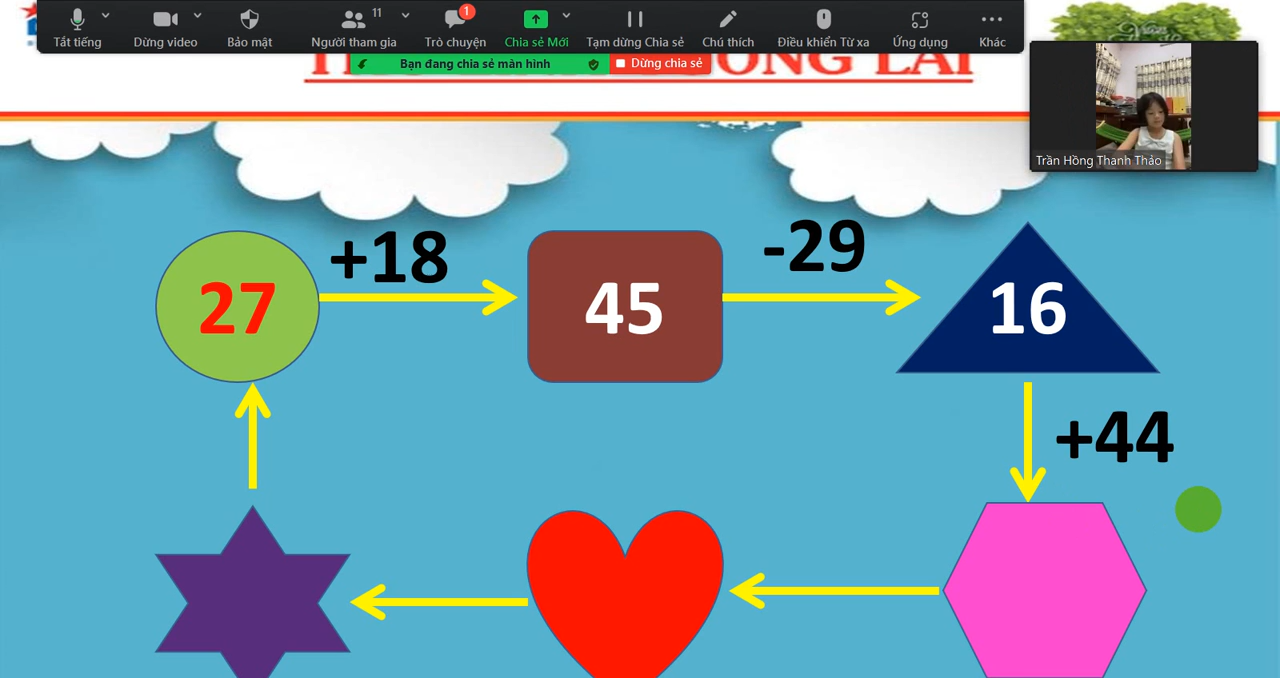 11
1
Tắt tiếng
Dừng video
Bảo mật
Người tham gia
Trò chuyện
Chia sẻ Mới
Tạm dừng Chia sẻ
Chú thích
Điều khiển Từ xa
Ứng dụng
Khác
Bạn đang chia sẻ màn hình
Dừng chia sẻ
LAI
Trần Hồng Thanh Thảo
27
+18
45
-29
16
+44